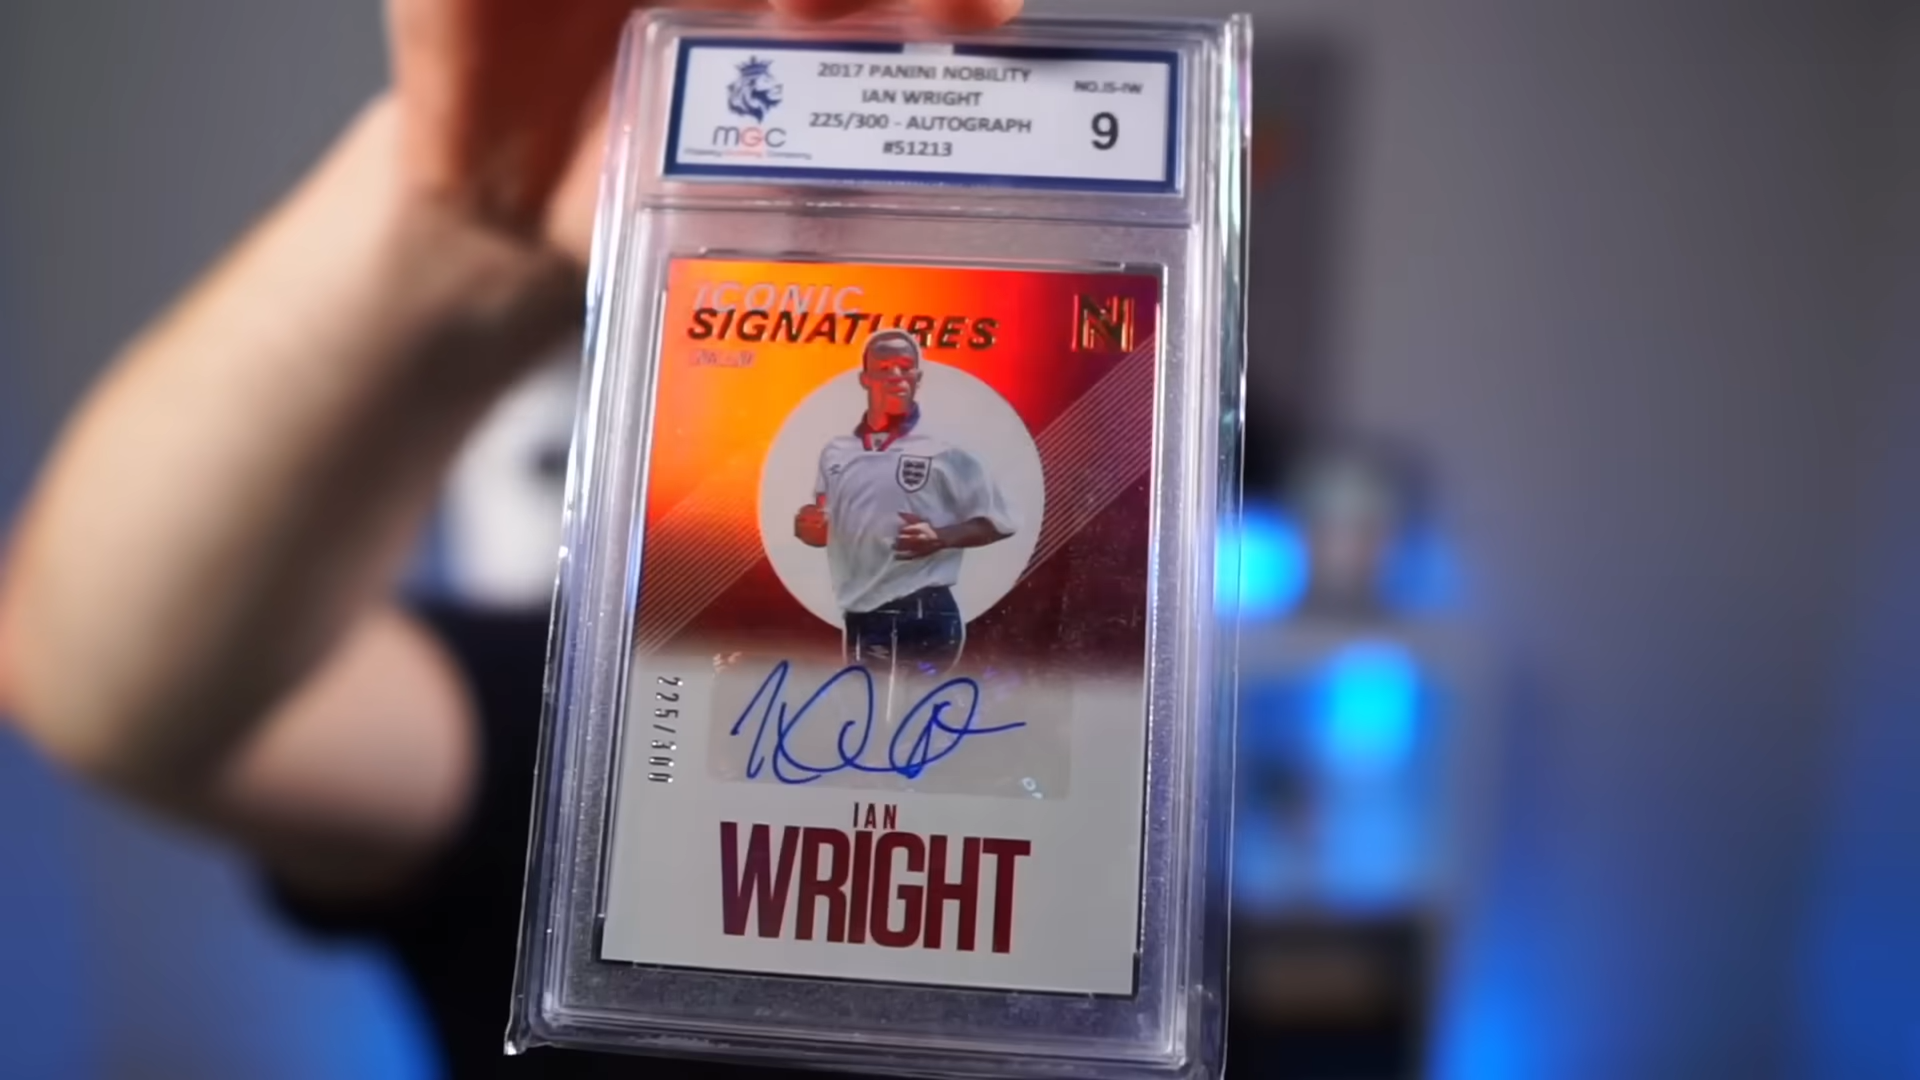 2017 PANINI NOBILITY
IAN WRIGHT
225/300 - AUTOGRAPH
#51213
NO.IS-IW
9
MGC
ICONIC
SIGNATURES
N
225/300
IAN
WRIGHT